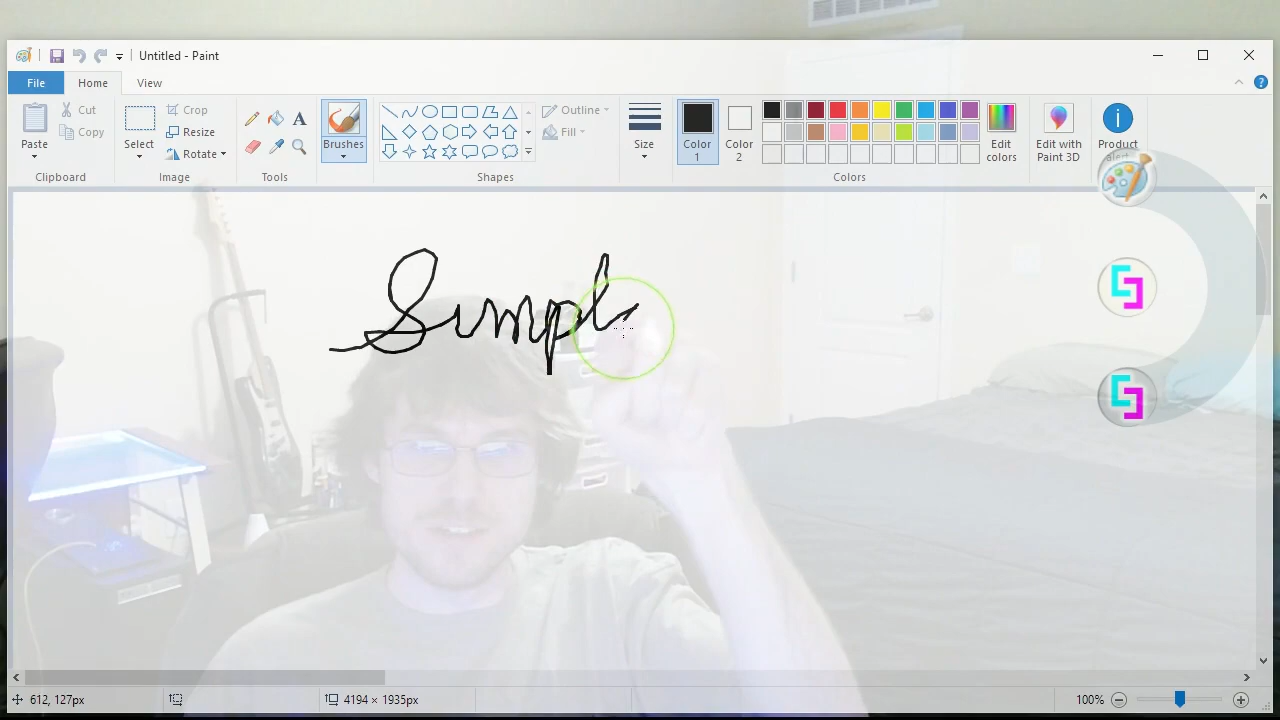 Untitled - Paint
File Home View
Paste Cut Copy
Select Crop Resize Rotate
A
Brushes
Outline Fill
Size
Color 1
Color 2
Edit colors
Edit with Paint 3D
Product alert
Clipboard Image Tools Shapes Colors
Simpl
612, 127px 4194 × 1935px 100%